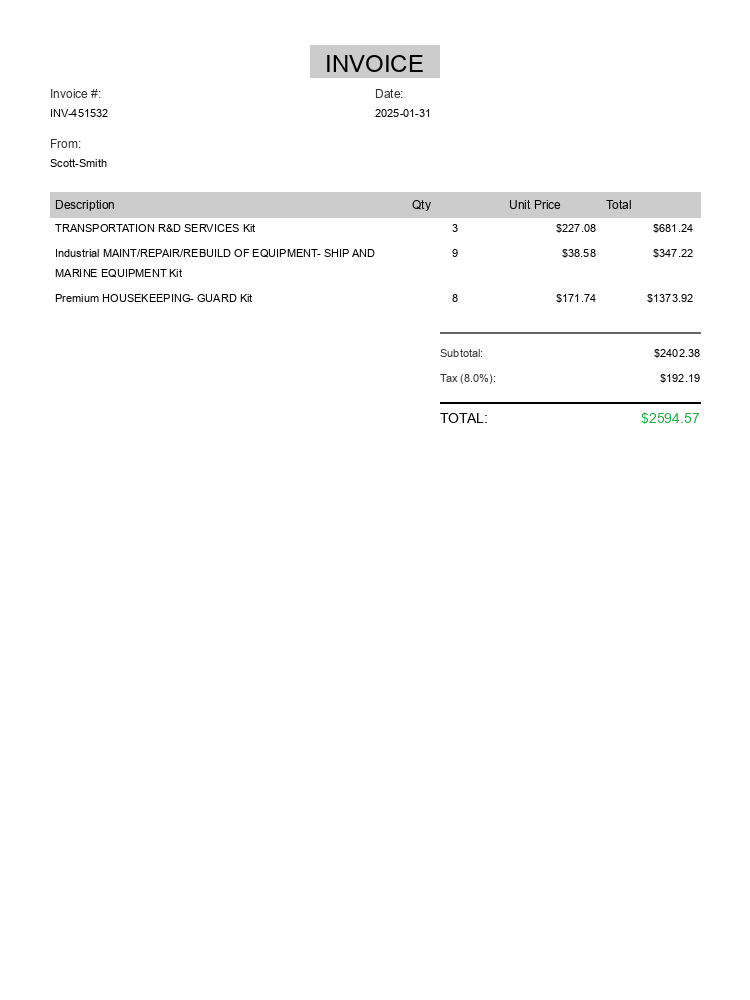 INVOICE
Invoice #: Date:
INV-451532 2025-01-31
From:
Scott-Smith
Description Qty Unit Price Total
TRANSPORTATION R&D SERVICES Kit 3 $227.08 $681.24
Industrial MAINT/REPAIR/REBUILD OF EQUIPMENT- SHIP AND 9 $38.58 $347.22
MARINE EQUIPMENT Kit
Premium HOUSEKEEPING- GUARD Kit 8 $171.74 $1373.92
Subtotal: $2402.38
Tax (8.0%): $192.19
TOTAL: $2594.57